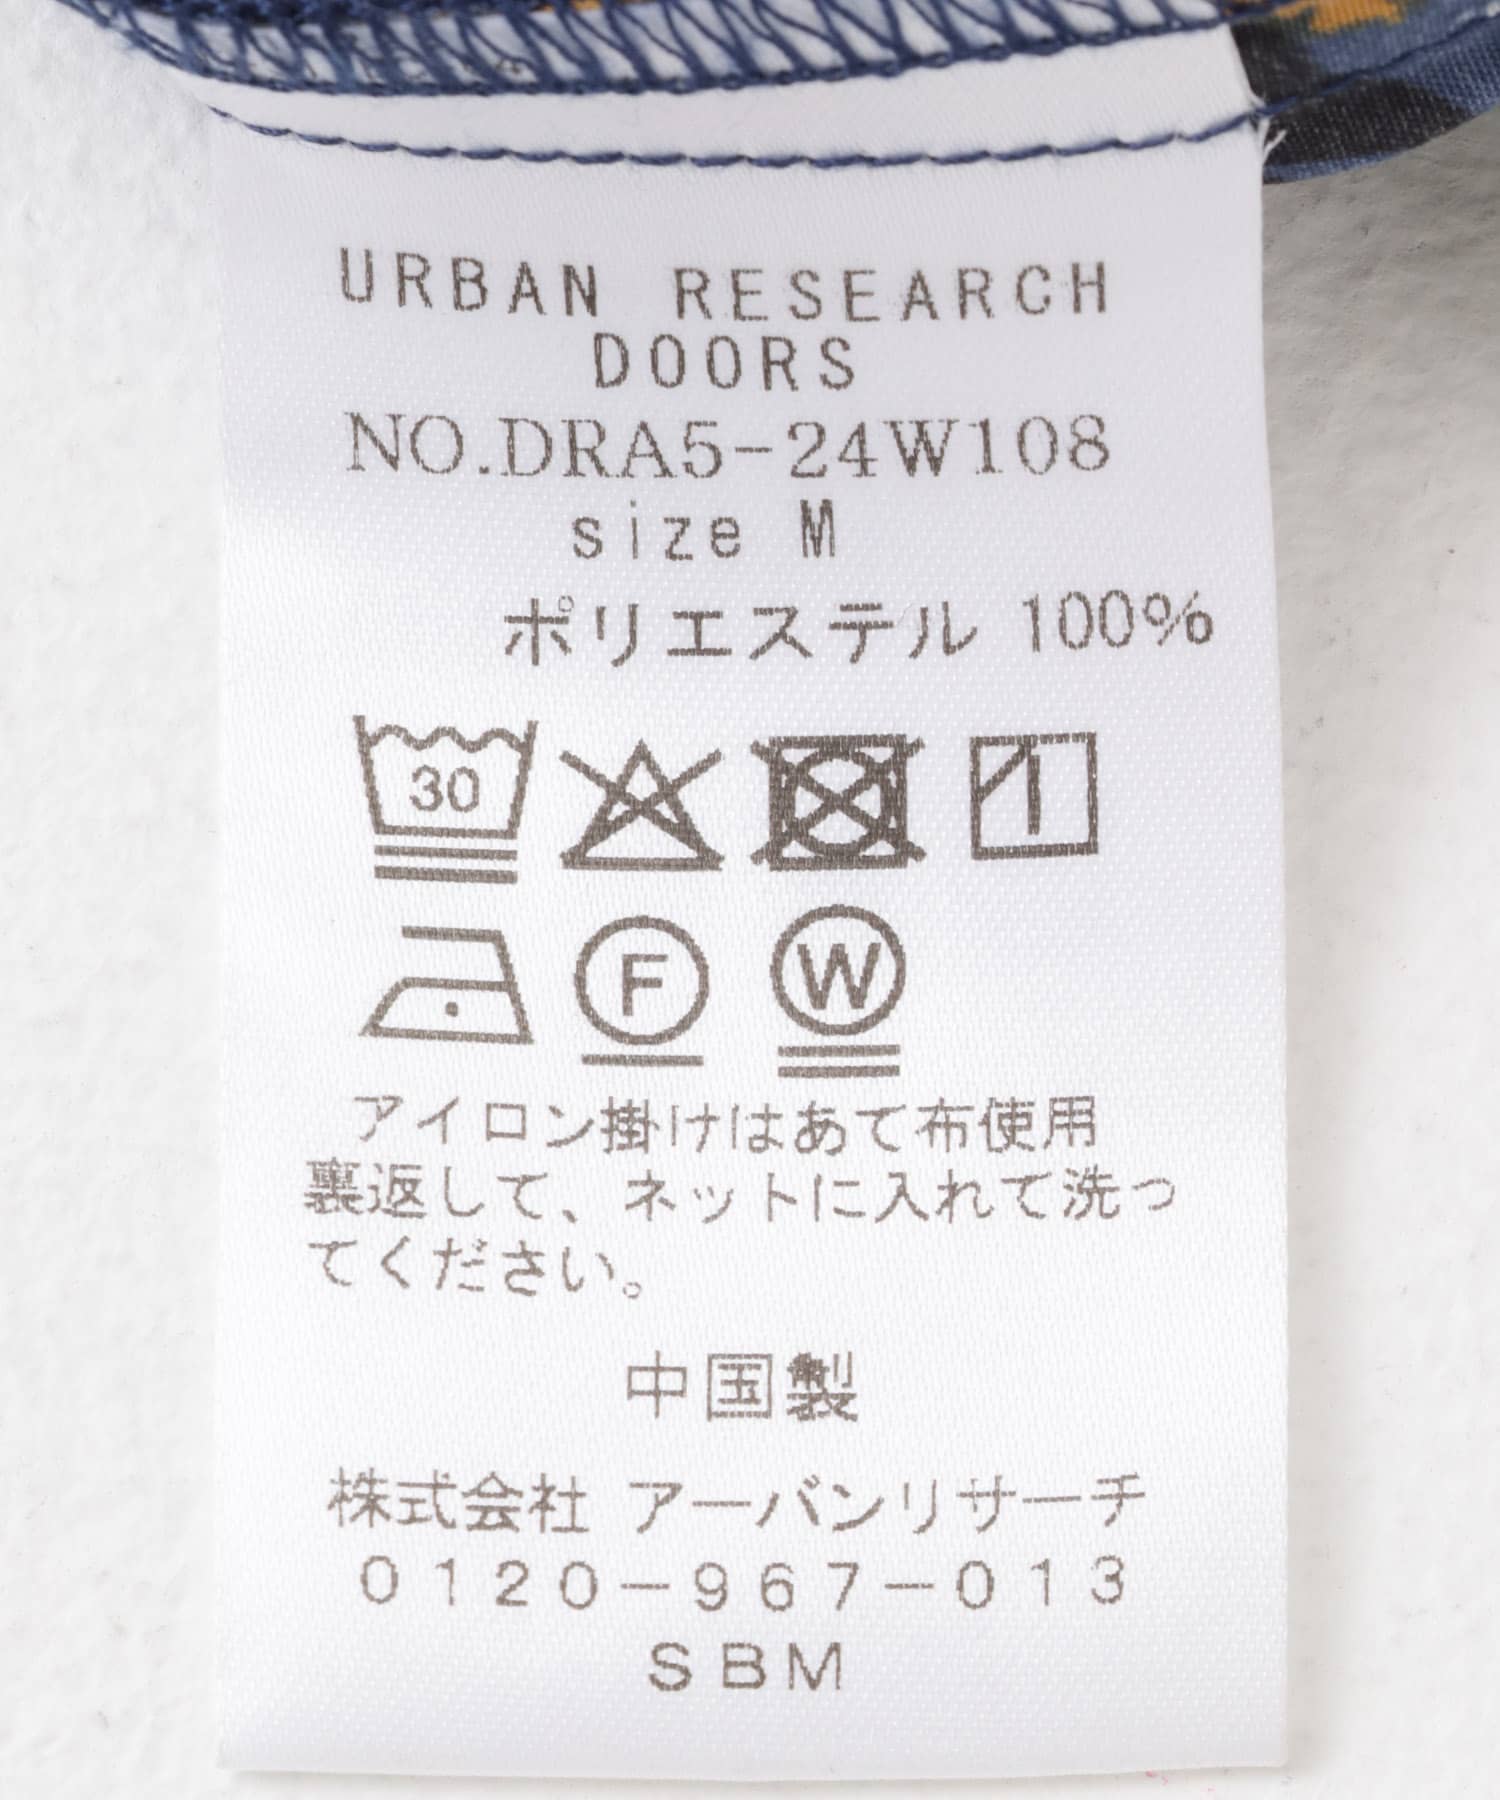 URBAN RESEARCH
DOORS
NO.DRA5-24W108
size M
ポリエステル 100%
30
F
W
アイロン掛けはあて布使用
裏返して、ネットに入れて洗っ
てください。
中国製
株式会社 アーバンリサーチ
0120-967-013
SBM